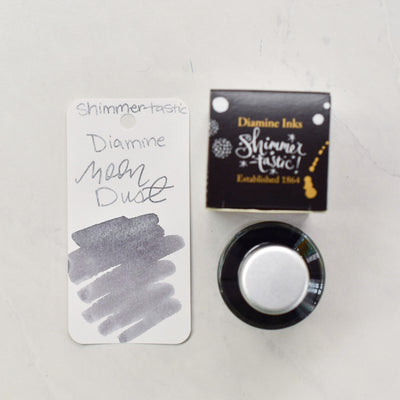 Shimmer-tastic
Diamine
Moon
Dust
Diamine Inks
Shimmer
-tastic!
Established 1864